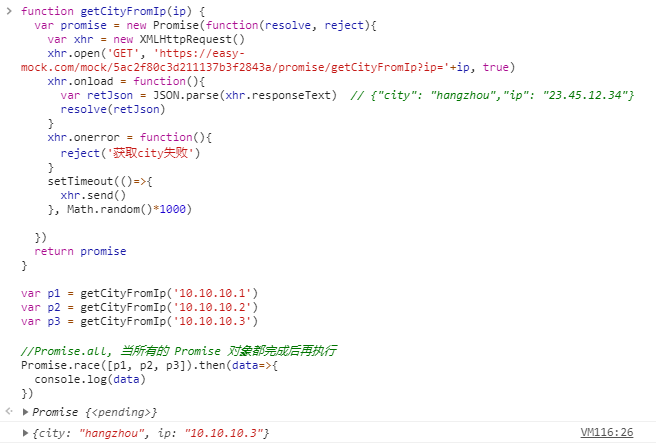 function getCityFromIp(ip) {
  var promise = new Promise(function(resolve, reject){
    var xhr = new XMLHttpRequest()
    xhr.open('GET', 'https://easy-
mock.com/mock/5ac2f80c3d211137b3f2843a/promise/getCityFromIp?ip='+ip, true)
    xhr.onload = function(){
      var retJson = JSON.parse(xhr.responseText)  // {"city": "hangzhou","ip": "23.45.12.34"}
      resolve(retJson)
    }
    xhr.onerror = function(){
      reject('获取city失败')
    }
    setTimeout(()=>{
      xhr.send()
    }, Math.random()*1000)

  })
  return promise
}

var p1 = getCityFromIp('10.10.10.1')
var p2 = getCityFromIp('10.10.10.2')
var p3 = getCityFromIp('10.10.10.3')

//Promise.all, 当所有的 Promise 对象都完成后再执行
Promise.race([p1, p2, p3]).then(data=>{
  console.log(data)
})
Promise {<pending>}
{city: "hangzhou", ip: "10.10.10.3"} VM116:26